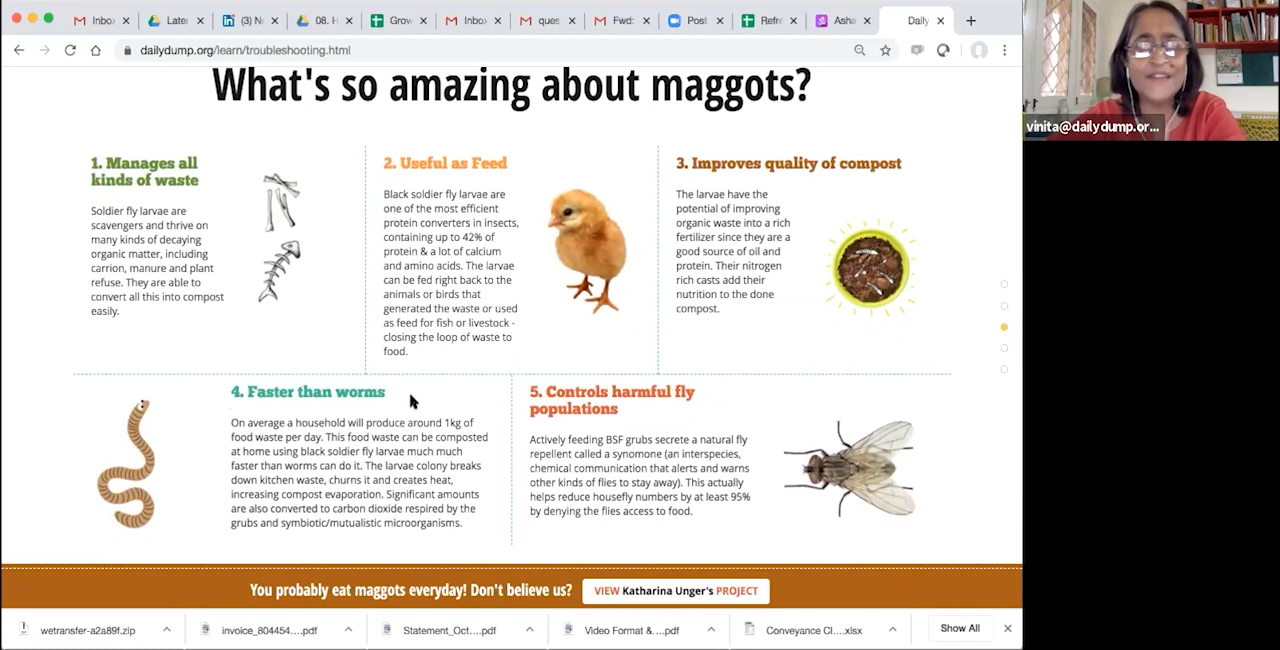 Inbox
Later
(3) N
08. H
Grov
Inbo
ques
Fwd:
Post
Refr
Asha
Daily
dailydump.org/learn/troubleshooting.html
vinita@dailydump.or...
What's so amazing about maggots?
1. Manages all
kinds of waste
Soldier fly larvae are
scavengers and thrive on
many kinds of decaying
organic matter, including
carrion, manure and plant
refuse. They are able to
convert all this into compost
easily.
2. Useful as Feed
Black soldier fly larvae are
one of the most efficient
protein converters in insects,
containing up to 42% of
protein & a lot of calcium
and amino acids. The larvae
can be fed right back to the
animals or birds that
generated the waste or used
as feed for fish or livestock -
closing the loop of waste to
food.
3. Improves quality of compost
The larvae have the
potential of improving
organic waste into a rich
fertilizer since they are a
good source of oil and
protein. Their nitrogen
rich casts add their
nutrition to the done
compost.
4. Faster than worms
On average a household will produce around 1kg of
food waste per day. This food waste can be composted
at home using black soldier fly larvae much much
faster than worms can do it. The larvae colony breaks
down kitchen waste, churns it and creates heat,
increasing compost evaporation. Significant amounts
are also converted to carbon dioxide respired by the
grubs and symbiotic/mutualistic microorganisms.
5. Controls harmful fly
populations
Actively feeding BSF grubs secrete a natural fly
repellent called a synomone (an interspecies,
chemical communication that alerts and warns
other kinds of flies to stay away). This actually
helps reduce housefly numbers by at least 95%
by denying the flies access to food.
You probably eat maggots everyday! Don't believe us?
VIEW Katharina Unger's PROJECT
wetransfer-a2a89f.zip
invoice_804454....pdf
Statement_Oct....pdf
Video Format &....pdf
Conveyance Cl....xlsx
Show All